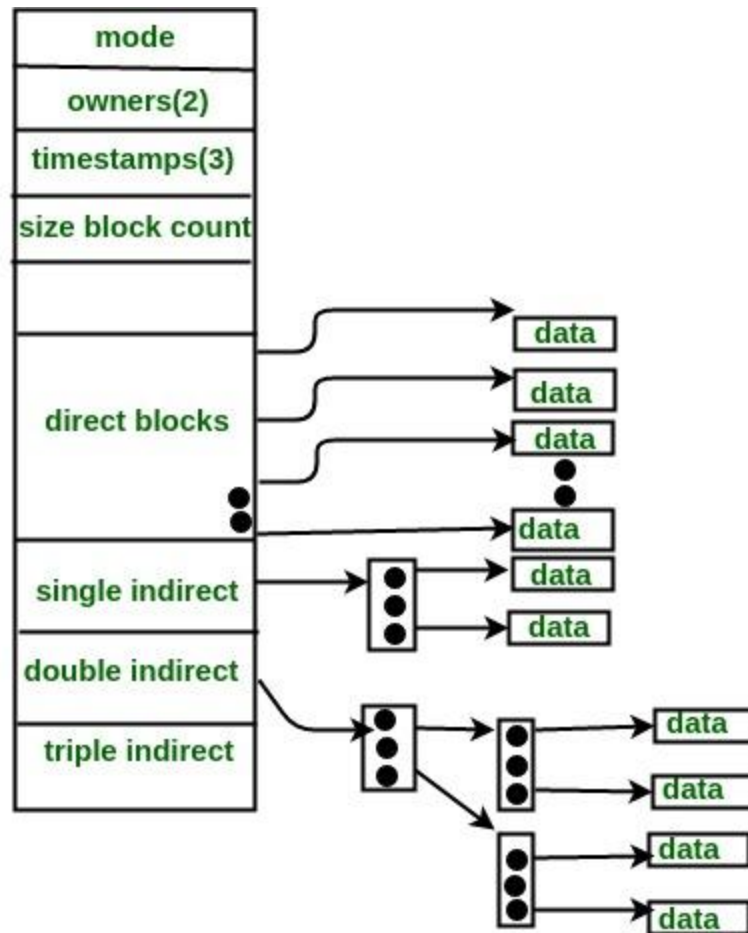 mode
owners(2)
timestamps(3)
size block count
data
data
direct blocks
data
data
data
single indirect
data
double indirect
data
triple indirect
data
data
data